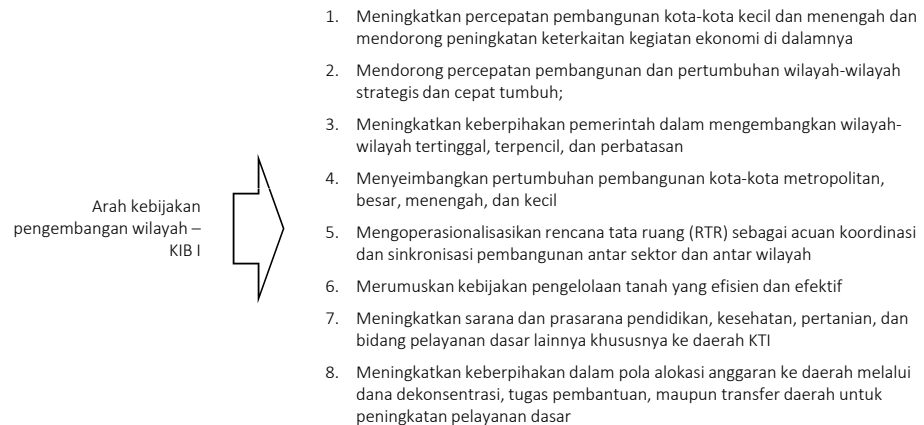 Arah kebijakan
pengembangan wilayah –
KIB I
1. Meningkatkan percepatan pembangunan kota-kota kecil dan menengah dan
mendorong peningkatan keterkaitan kegiatan ekonomi di dalamnya
2. Mendorong percepatan pembangunan dan pertumbuhan wilayah-wilayah
strategis dan cepat tumbuh;
3. Meningkatkan keberpihakan pemerintah dalam mengembangkan wilayah-
wilayah tertinggal, terpencil, dan perbatasan
4. Menyeimbangkan pertumbuhan pembangunan kota-kota metropolitan,
besar, menengah, dan kecil
5. Mengoperasionalisasikan rencana tata ruang (RTR) sebagai acuan koordinasi
dan sinkronisasi pembangunan antar sektor dan antar wilayah
6. Merumuskan kebijakan pengelolaan tanah yang efisien dan efektif
7. Meningkatkan sarana dan prasarana pendidikan, kesehatan, pertanian, dan
bidang pelayanan dasar lainnya khususnya ke daerah KTI
8. Meningkatkan keberpihakan dalam pola alokasi anggaran ke daerah melalui
dana dekonsentrasi, tugas pembantuan, maupun transfer daerah untuk
peningkatan pelayanan dasar